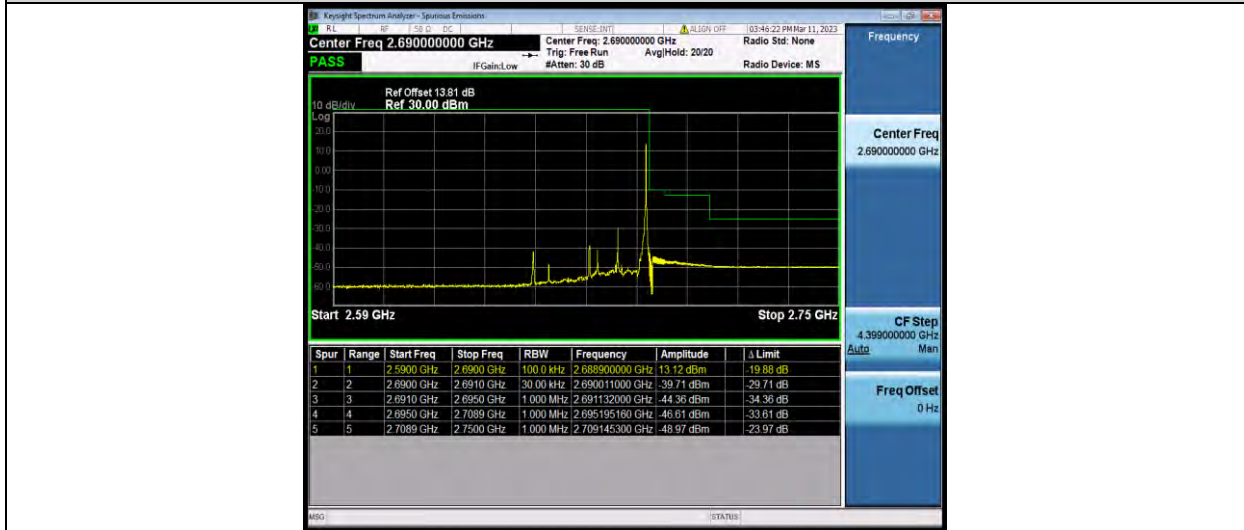 Keysight Spectrum Analyzer - Spurious Emissions
RL RF 50 Ω DC SENSE:INT ALIGN OFF 03:46:22 PM Mar 11, 2023
Center Freq 2.690000000 GHz Center Freq: 2.690000000 GHz Radio Std: None
Trig: Free Run Avg|Hold: 20/20
PASS IFGain:Low #Atten: 30 dB Radio Device: MS
Frequency
Ref Offset 13.81 dB
10 dB/div Ref 30.00 dBm
Log
20.0
10.0
0.00
-10.0
-20.0
-30.0
-40.0
-50.0
-60.0
Start 2.59 GHz Stop 2.75 GHz
Center Freq
2.690000000 GHz
CF Step
4.399000000 GHz
Auto Man
Freq Offset
0 Hz
Spur Range Start Freq Stop Freq RBW Frequency Amplitude Δ Limit
1 1 2.5900 GHz 2.6900 GHz 100.0 kHz 2.688900000 GHz 13.12 dBm -19.88 dB
2 2 2.6900 GHz 2.6910 GHz 30.00 kHz 2.690011000 GHz -39.71 dBm -29.71 dB
3 3 2.6910 GHz 2.6950 GHz 1.000 MHz 2.691132000 GHz -44.36 dBm -34.36 dB
4 4 2.6950 GHz 2.7089 GHz 1.000 MHz 2.695195160 GHz -46.61 dBm -33.61 dB
5 5 2.7089 GHz 2.7500 GHz 1.000 MHz 2.709145300 GHz -48.97 dBm -23.97 dB
MSG STATUS